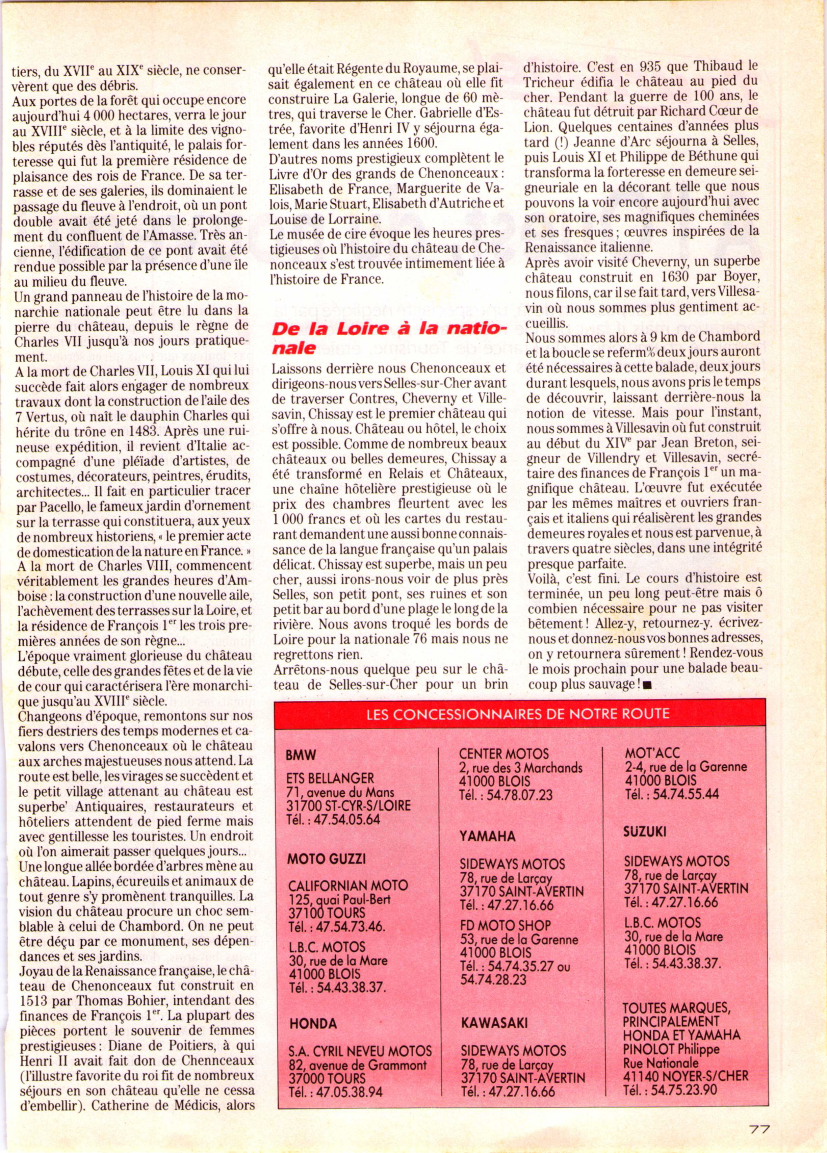 tiers, du XVIIe au XIXe siècle, ne conser-
vèrent que des débris.
Aux portes de la forêt qui occupe encore
aujourd'hui 4 000 hectares, verra le jour
au XVIIIe siècle, et à la limite des vigno-
bles réputés dès l'antiquité, le palais for-
teresse qui fut la première résidence de
plaisance des rois de France. De sa ter-
rasse et de ses galeries, ils dominaient le
passage du fleuve à l'endroit, où un pont
double avait été jeté dans le prolonge-
ment du confluent de l'Amasse. Très an-
cienne, l'édification de ce pont avait été
rendue possible par la présence d'une île
au milieu du fleuve.
Un grand panneau de l'histoire de la mo-
narchie nationale peut être lu dans la
pierre du château, depuis le règne de
Charles VII jusqu'à nos jours pratique-
ment.
A la mort de Charles VII, Louis XI qui lui
succède fait alors engager de nombreux
travaux dont la construction de l'aile des
7 Vertus, où naît le dauphin Charles qui
hérite du trône en 1483. Après une rui-
neuse expédition, il revient d'Italie ac-
compagné d'une pléïade d'artistes, de
costumes, décorateurs, peintres, érudits,
architectes... Il fait en particulier tracer
par Pacello, le fameux jardin d'ornement
sur la terrasse qui constituera, aux yeux
de nombreux historiens, « le premier acte
de domestication de la nature en France. »
A la mort de Charles VIII, commencent
véritablement les grandes heures d'Am-
boise : la construction d'une nouvelle aile,
l'achèvement des terrasses sur la Loire, et
la résidence de François 1er les trois pre-
mières années de son règne...
L'époque vraiment glorieuse du château
débute, celle des grandes fêtes et de la vie
de cour qui caractérisera l'ère monarchi-
que jusqu'au XVIIIe siècle.
Changeons d'époque, remontons sur nos
fiers destriers des temps modernes et ca-
valons vers Chenonceaux où le château
aux arches majestueuses nous attend. La
route est belle, les virages se succèdent et
le petit village attenant au château est
superbe' Antiquaires, restaurateurs et
hôteliers attendent de pied ferme mais
avec gentillesse les touristes. Un endroit
où l'on aimerait passer quelques jours...
Une longue allée bordée d'arbres mène au
château. Lapins, écureuils et animaux de
tout genre s'y promènent tranquilles. La
vision du château procure un choc sem-
blable à celui de Chambord. On ne peut
être déçu par ce monument, ses dépen-
dances et ses jardins.
Joyau de la Renaissance française, le châ-
teau de Chenonceaux fut construit en
1513 par Thomas Bohier, intendant des
finances de François 1er. La plupart des
pièces portent le souvenir de femmes
prestigieuses : Diane de Poitiers, à qui
Henri II avait fait don de Chennceaux
(l'illustre favorite du roi fit de nombreux
séjours en son château qu'elle ne cessa
d'embellir). Catherine de Médicis, alors
qu'elle était Régente du Royaume, se plai-
sait également en ce château où elle fit
construire La Galerie, longue de 60 mè-
tres, qui traverse le Cher. Gabrielle d'Es-
trée, favorite d'Henri IV y séjourna éga-
lement dans les années 1600.
D'autres noms prestigieux complètent le
Livre d'Or des grands de Chenonceaux :
Elisabeth de France, Marguerite de Va-
lois, Marie Stuart, Elisabeth d'Autriche et
Louise de Lorraine.
Le musée de cire évoque les heures pres-
tigieuses où l'histoire du château de Che-
nonceaux s'est trouvée intimement liée à
l'histoire de France.
De la Loire à la natio-
nale
Laissons derrière nous Chenonceaux et
dirigeons-nous vers Selles-sur-Cher avant
de traverser Contres, Cheverny et Ville-
savin, Chissay est le premier château qui
s'offre à nous. Château ou hôtel, le choix
est possible. Comme de nombreux beaux
châteaux ou belles demeures, Chissay a
été transformé en Relais et Châteaux,
une chaîne hôtelière prestigieuse où le
prix des chambres fleurtent avec les
1 000 francs et où les cartes du restau-
rant demandent une aussi bonne connais-
sance de la langue française qu'un palais
délicat. Chissay est superbe, mais un peu
cher, aussi irons-nous voir de plus près
Selles, son petit pont, ses ruines et son
petit bar au bord d'une plage le long de la
rivière. Nous avons troqué les bords de
Loire pour la nationale 76 mais nous ne
regrettons rien.
Arrêtons-nous quelque peu sur le châ-
teau de Selles-sur-Cher pour un brin
d'histoire. C'est en 935 que Thibaud le
Tricheur édifia le château au pied du
cher. Pendant la guerre de 100 ans, le
château fut détruit par Richard Cœur de
Lion. Quelques centaines d'années plus
tard (!) Jeanne d'Arc séjourna à Selles,
puis Louis XI et Philippe de Béthune qui
transforma la forteresse en demeure sei-
gneuriale en la décorant telle que nous
pouvons la voir encore aujourd'hui avec
son oratoire, ses magnifiques cheminées
et ses fresques ; œuvres inspirées de la
Renaissance italienne.
Après avoir visité Cheverny, un superbe
château construit en 1630 par Boyer,
nous filons, car il se fait tard, vers Villesa-
vin où nous sommes plus gentiment ac-
cueillis.
Nous sommes alors à 9 km de Chambord
et la boucle se referm% deux jours auront
été nécessaires à cette balade, deux jours
durant lesquels, nous avons pris le temps
de découvrir, laissant derrière-nous la
notion de vitesse. Mais pour l'instant,
nous sommes à Villesavin où fut construit
au début du XIVe par Jean Breton, sei-
gneur de Villendry et Villesavin, secré-
taire des finances de François 1er un ma-
gnifique château. L'œuvre fut exécutée
par les mêmes maîtres et ouvriers fran-
çais et italiens qui réalisèrent les grandes
demeures royales et nous est parvenue, à
travers quatre siècles, dans une intégrité
presque parfaite.
Voilà, c'est fini. Le cours d'histoire est
terminée, un peu long peut-être mais ô
combien nécessaire pour ne pas visiter
bêtement ! Allez-y, retournez-y. écrivez-
nous et donnez-nous vos bonnes adresses,
on y retournera sûrement ! Rendez-vous
le mois prochain pour une balade beau-
coup plus sauvage ! ■
LES CONCESSIONNAIRES DE NOTRE ROUTE
BMW
ETS BELLANGER
71, avenue du Mans
31700 ST-CYR-S/LOIRE
Tél. : 47.54.05.64
MOTO GUZZI
CALIFORNIAN MOTO
125, quai Paul-Bert
37100 TOURS
Tél. : 47.54.73.46.
L.B.C. MOTOS
30, rue de la Mare
41000 BLOIS
Tél. : 54.43.38.37.
HONDA
S.A. CYRIL NEVEU MOTOS
82, avenue de Grammont
37000 TOURS
Tél. : 47.05.38.94
CENTER MOTOS
2, rue des 3 Marchands
41000 BLOIS
Tél. : 54.78.07.23
YAMAHA
SIDEWAYS MOTOS
78, rue de Larçay
37170 SAINT-AVERTIN
Tél. : 47.27.16.66
FD MOTO SHOP
53, rue de la Garenne
41000 BLOIS
Tél. : 54.74.35.27 ou
54.74.28.23
KAWASAKI
SIDEWAYS MOTOS
78, rue de Larçay
37170 SAINT-AVERTIN
Tél. : 47.27.16.66
MOT'ACC
2-4, rue de la Garenne
41000 BLOIS
Tél. : 54.74.55.44
SUZUKI
SIDEWAYS MOTOS
78, rue de Larçay
37170 SAINT-AVERTIN
Tél. : 47.27.16.66
L.B.C. MOTOS
30, rue de la Mare
41000 BLOIS
Tél. : 54.43.38.37.
TOUTES MARQUES,
PRINCIPALEMENT
HONDA ET YAMAHA
PINOLOT Philippe
Rue Nationale
41140 NOYER-S/CHER
Tél. : 54.75.23.90
77